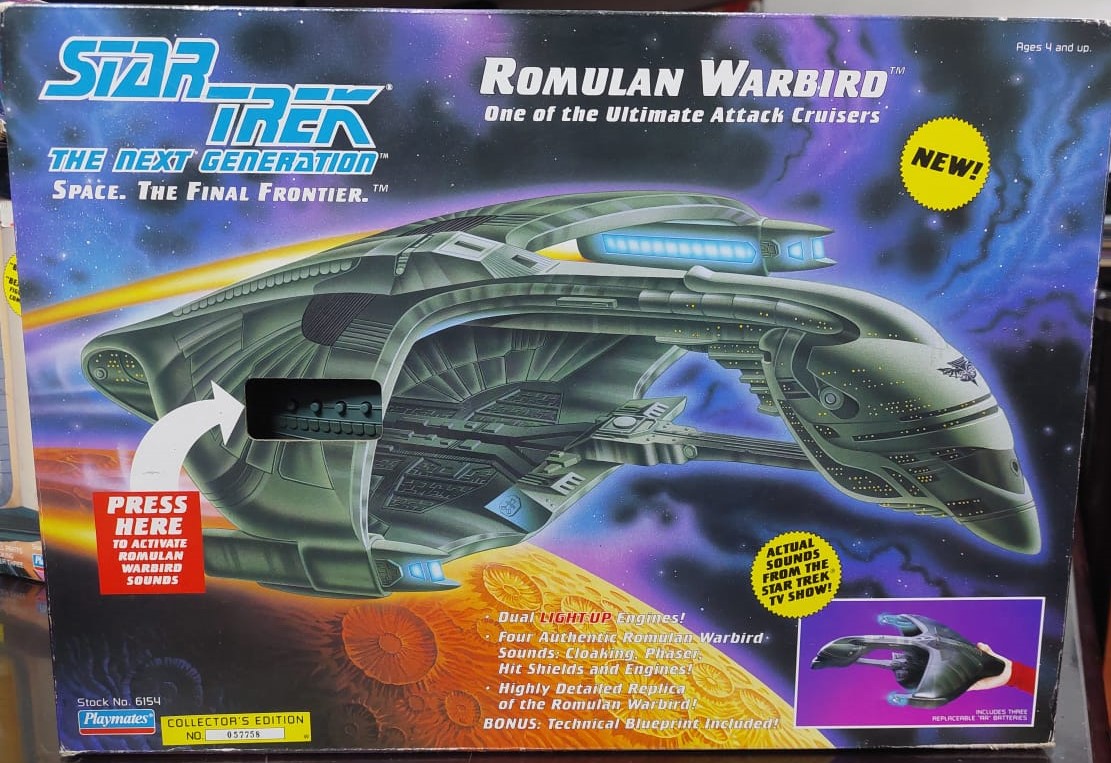 Ages 4 and up.
STAR TREK®
THE NEXT GENERATION™
SPACE. THE FINAL FRONTIER.™
ROMULAN WARBIRD™
One of the Ultimate Attack Cruisers
NEW!
PRESS
HERE
TO ACTIVATE
ROMULAN
WARBIRD
SOUNDS
ACTUAL
SOUNDS
FROM THE
STAR TREK
TV SHOW!
· Dual LIGHT-UP Engines!
· Four Authentic Romulan Warbird
Sounds: Cloaking, Phaser,
Hit Shields and Engines!
· Highly Detailed Replica
of the Romulan Warbird!
BONUS: Technical Blueprint Included!
INCLUDES THREE
REPLACEABLE "AA" BATTERIES
Stock No. 6154
Playmates®
COLLECTOR'S EDITION
NO. 057758